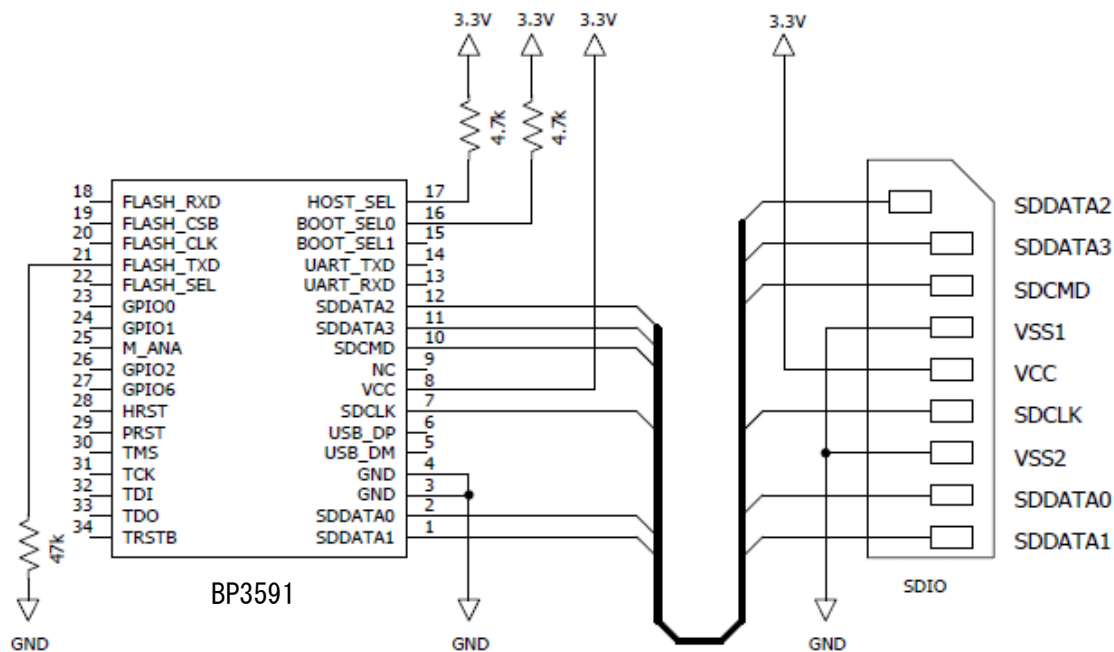 3.3V 3.3V 3.3V 3.3V
4.7k 4.7k
18 FLASH_RXD HOST_SEL 17
19 FLASH_CSB BOOT_SEL0 16
20 FLASH_CLK BOOT_SEL1 15
21 FLASH_TXD UART_TXD 14
22 FLASH_SEL UART_RXD 13
23 GPIO0 SDDATA2 12
24 GPIO1 SDDATA3 11
25 M_ANA SDCMD 10
26 GPIO2 NC 9
27 GPIO6 VCC 8
28 HRST SDCLK 7
29 PRST USB_DP 6
30 TMS USB_DM 5
31 TCK GND 4
32 TDI GND 3
33 TDO SDDATA0 2
34 TRSTB SDDATA1 1
47k
BP3591
GND
GND
SDDATA2
SDDATA3
SDCMD
VSS1
VCC
SDCLK
VSS2
SDDATA0
SDDATA1
SDIO
GND